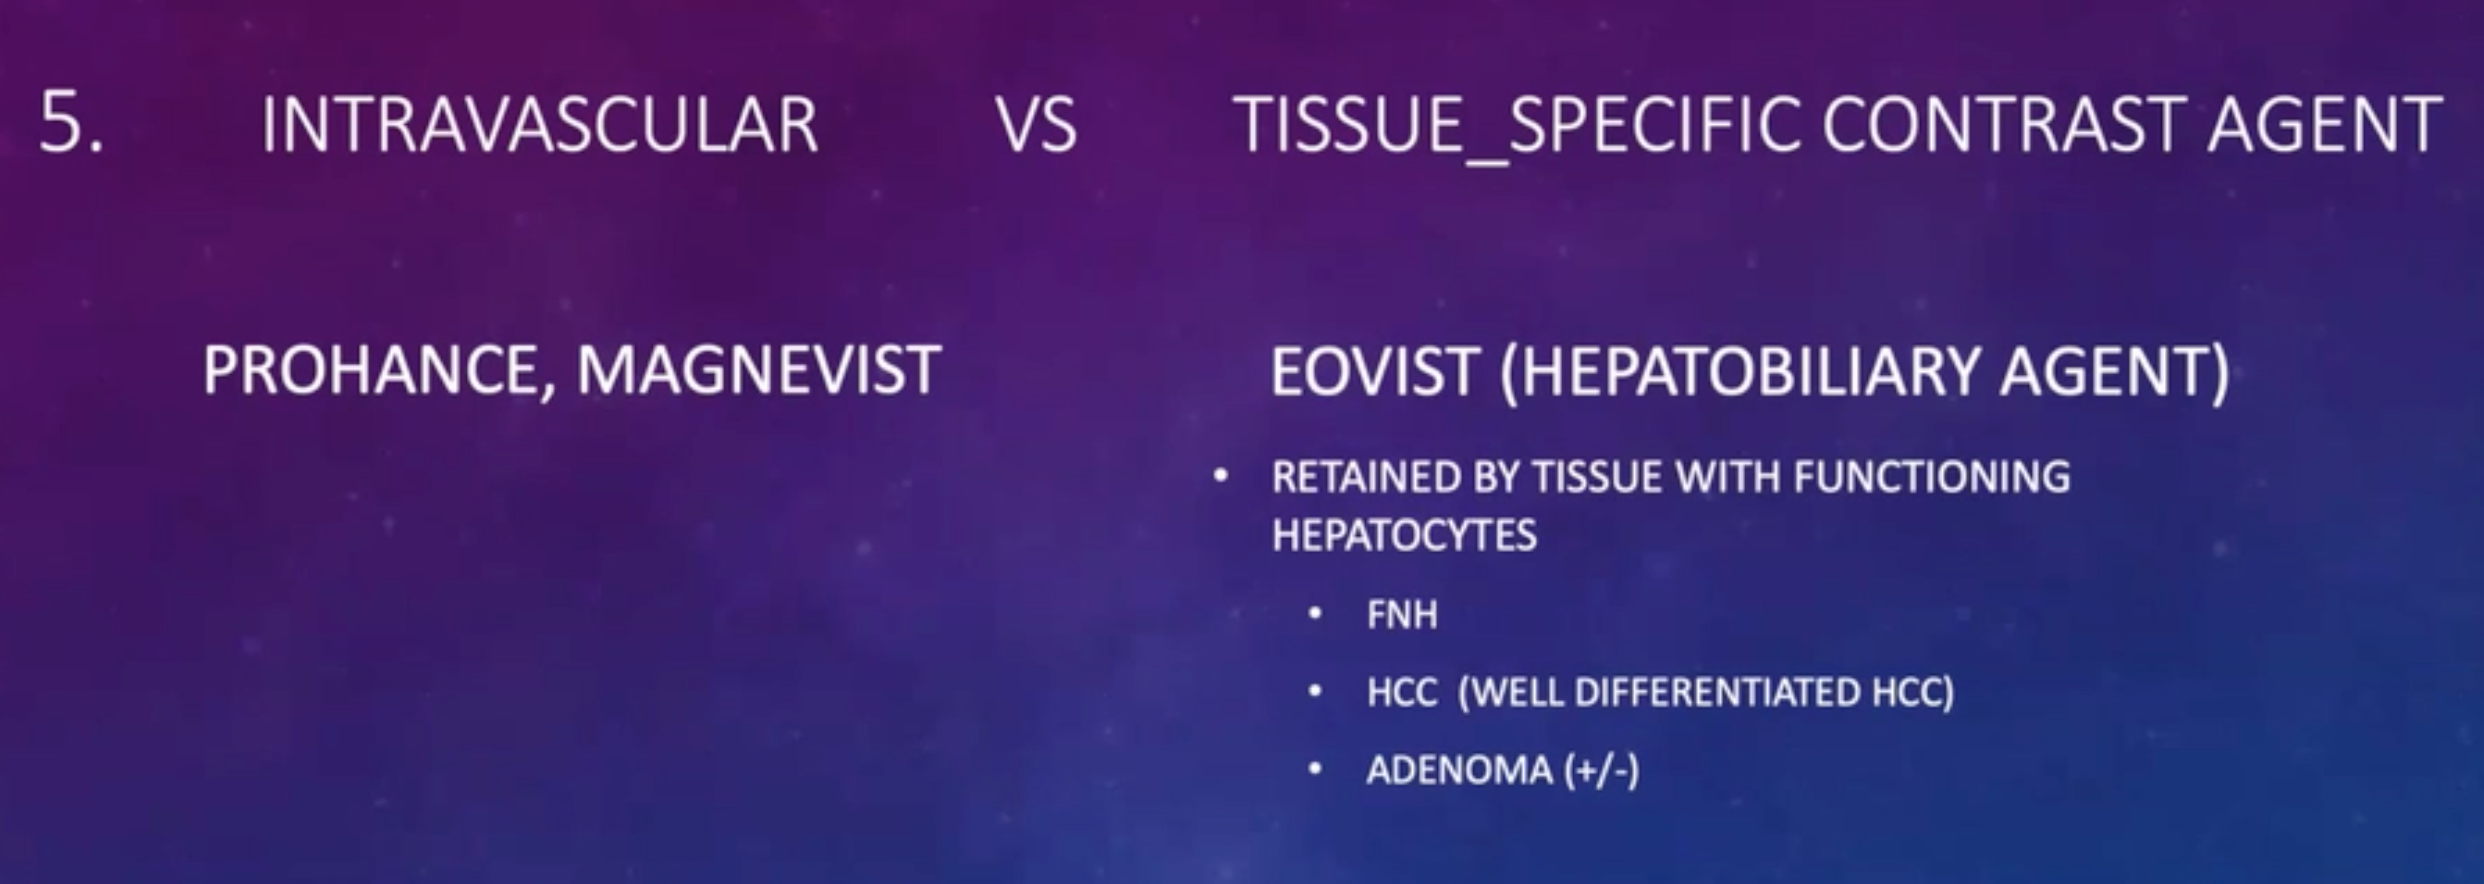 5. INTRAVASCULAR VS TISSUE_SPECIFIC CONTRAST AGENT
PROHANCE, MAGNEVIST
EOVIST (HEPATOBILIARY AGENT)
• RETAINED BY TISSUE WITH FUNCTIONING
HEPATOCYTES
• FNH
• HCC (WELL DIFFERENTIATED HCC)
• ADENOMA (+/-)